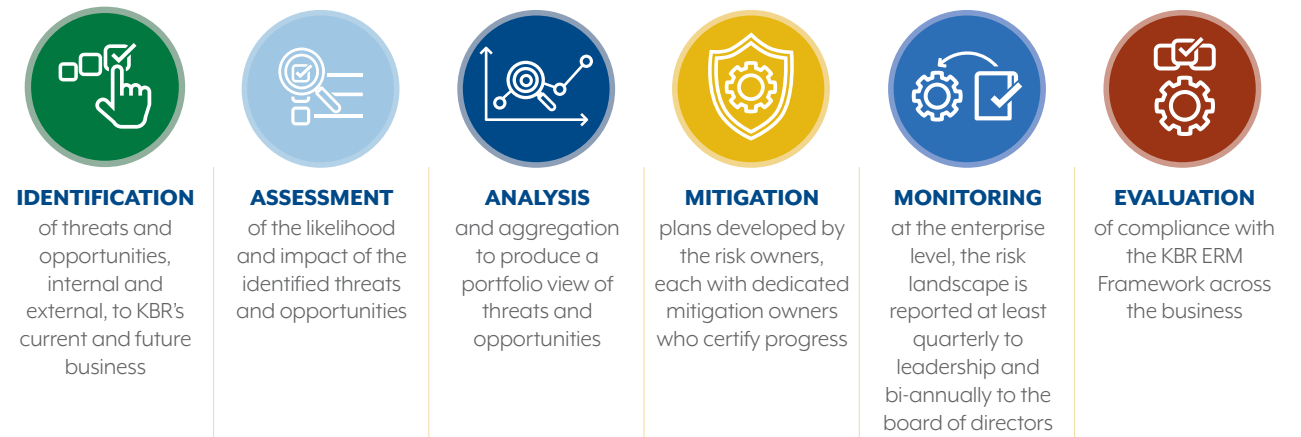 IDENTIFICATION
of threats and
opportunities,
internal and
external, to KBR's
current and future
business
ASSESSMENT
of the likelihood
and impact of the
identified threats
and opportunities
ANALYSIS
and aggregation
to produce a
portfolio view of
threats and
opportunities
MITIGATION
plans developed by
the risk owners,
each with dedicated
mitigation owners
who certify progress
MONITORING
at the enterprise
level, the risk
landscape is
reported at least
quarterly to
leadership and
bi-annually to the
board of directors
EVALUATION
of compliance with
the KBR ERM
Framework across
the business